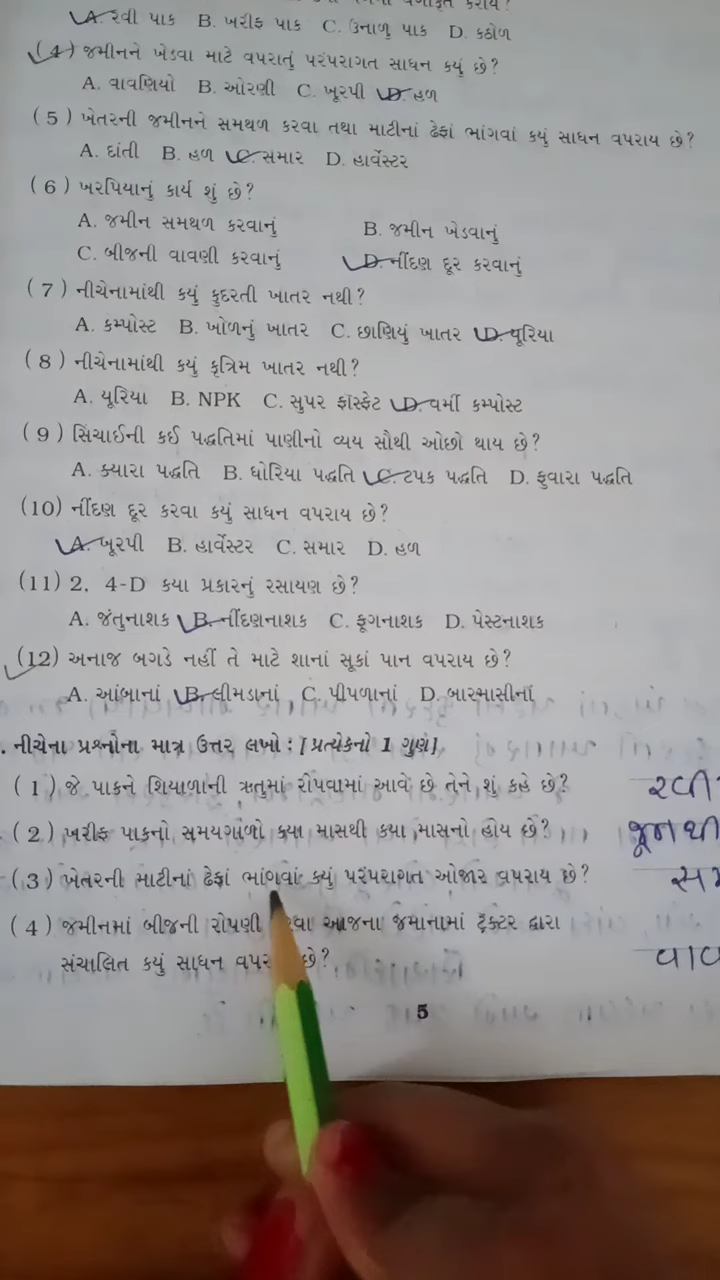 A. રવી પાક B. ખરીફ પાક C. ઉનાળુ પાક D. કઠોળ
(4) જમીનને ખેડવા માટે વપરાતું પરંપરાગત સાધન કયું છે?
A. વાવણિયો B. ઓરણી C. ખૂરપી D. હળ
(5) ખેતરની જમીનને સમથળ કરવા તથા માટીનાં ઢેફાં ભાંગવાં કયું સાધન વપરાય છે?
A. દાંતી B. હળ C. સમાર D. હાર્વેસ્ટર
(6) ખરપિયાનું કાર્ય શું છે?
A. જમીન સમથળ કરવાનું B. જમીન ખેડવાનું
C. બીજની વાવણી કરવાનું D. નીંદણ દૂર કરવાનું
(7) નીચેનામાંથી કયું કુદરતી ખાતર નથી?
A. કમ્પોસ્ટ B. ખોળનું ખાતર C. છાણિયું ખાતર D. યૂરિયા
(8) નીચેનામાંથી કયું કૃત્રિમ ખાતર નથી?
A. યૂરિયા B. NPK C. સુપર ફૉસ્ફેટ D. વર્મી કમ્પોસ્ટ
(9) સિંચાઈની કઈ પદ્ધતિમાં પાણીનો વ્યય સૌથી ઓછો થાય છે?
A. ક્યારા પદ્ધતિ B. ધોરિયા પદ્ધતિ C. ટપક પદ્ધતિ D. ફુવારા પદ્ધતિ
(10) નીંદણ દૂર કરવા કયું સાધન વપરાય છે?
A. ખૂરપી B. હાર્વેસ્ટર C. સમાર D. હળ
(11) 2, 4-D કયા પ્રકારનું રસાયણ છે?
A. જંતુનાશક B. નીંદણનાશક C. ફૂગનાશક D. પેસ્ટનાશક
(12) અનાજ બગડે નહીં તે માટે શાનાં સૂકાં પાન વપરાય છે?
A. આંબાનાં B. લીમડાનાં C. પીપળાનાં D. બારમાસીનાં
. નીચેના પ્રશ્નોના માત્ર ઉત્તર લખો : [પ્રત્યેકનો 1 ગુણ]
(1) જે પાકને શિયાળાની ઋતુમાં રોપવામાં આવે છે તેને શું કહે છે? રવી
(2) ખરીફ પાકનો સમયગાળો કયા માસથી કયા માસનો હોય છે? જૂનથી
(3) ખેતરની માટીનાં ઢેફાં ભાંગવાં કયું પરંપરાગત ઓજાર વપરાય છે?
(4) જમીનમાં બીજની રોપણી આજના જમાનામાં ટ્રૅક્ટર દ્વારા
સંચાલિત કયું સાધન છે?
5